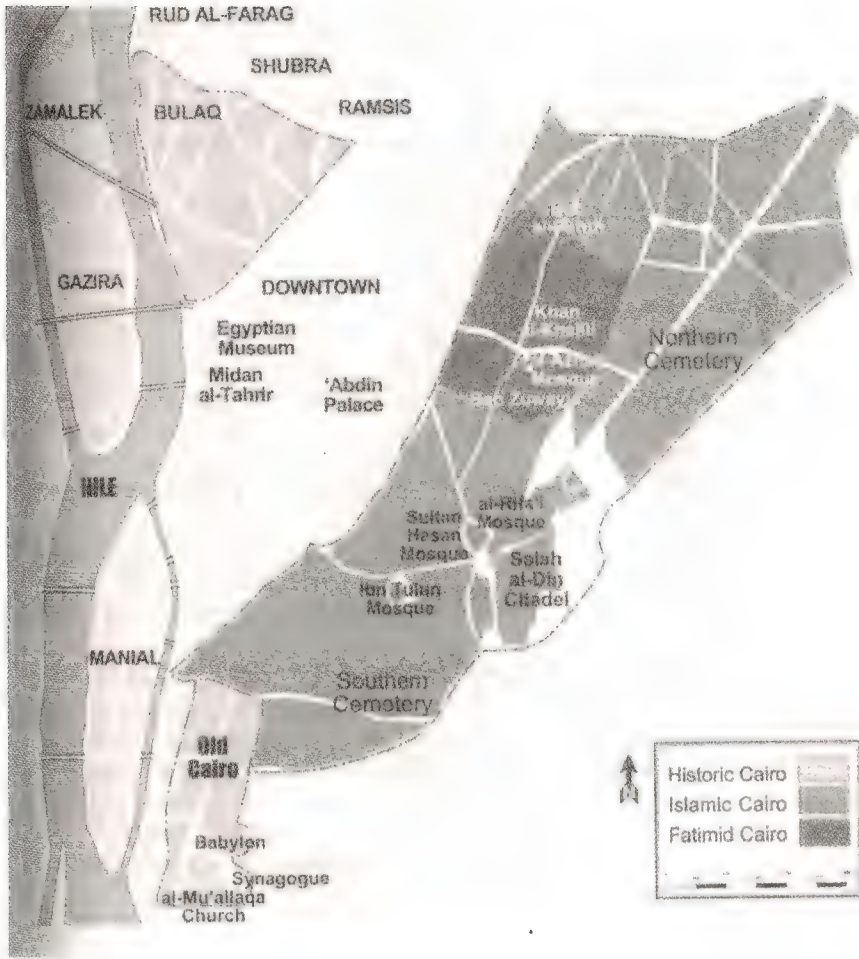 RUD AL-FARAG
SHUBRA
ZAMALEK
BULAQ
RAMSIS
GAZIRA
DOWNTOWN
Egyptian
Museum
Midan
al-Tahrir
'Abdin
Palace
Khan
Northern
Cemetery
NILE
Sultan
Hasan
Mosque
al-Rifa'i
Mosque
Ibn Tulun
Mosque
Salah
al-Din
Citadel
MANIAL
Southern
Cemetery
Old
Cairo
Babylon
Synagogue
al-Mu'allaqa
Church
Historic Cairo
Islamic Cairo
Fatimid Cairo